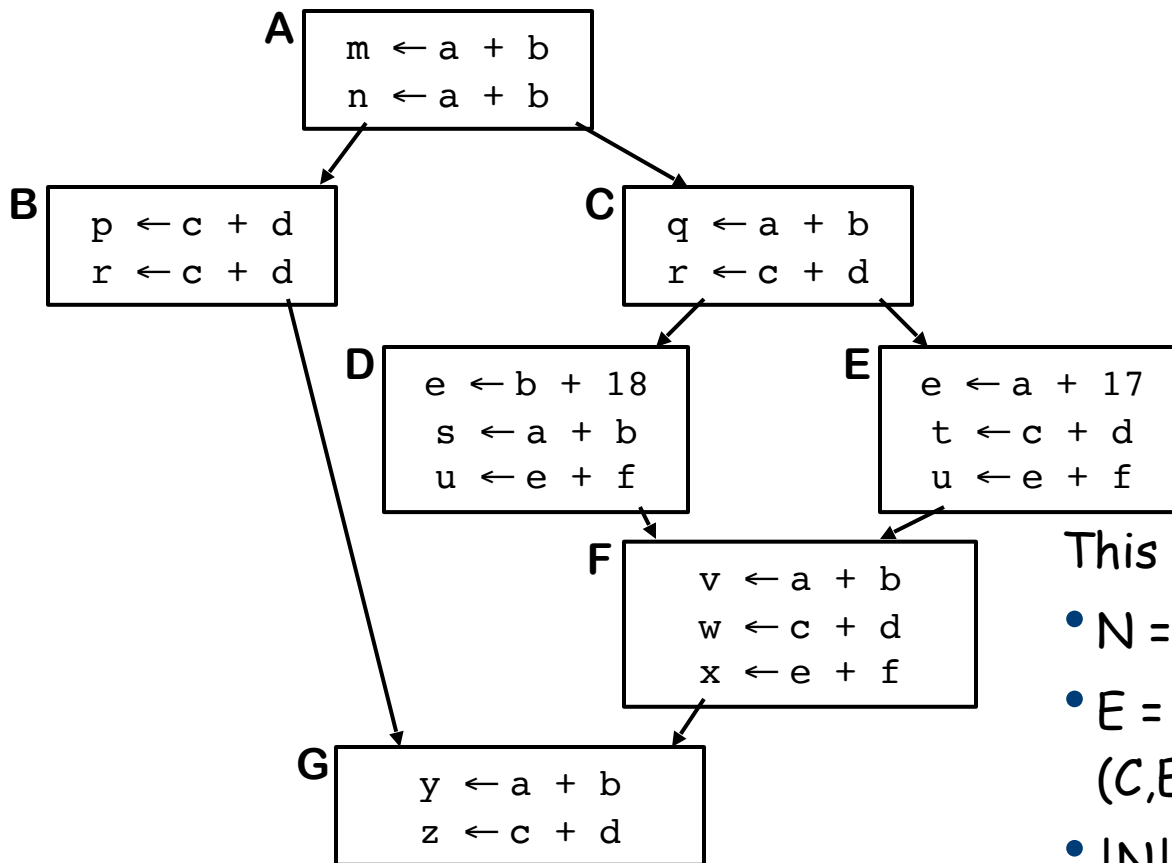 A
m ← a + b
n ← a + b
B
p ← c + d
r ← c + d
C
q ← a + b
r ← c + d
D
e ← b + 18
s ← a + b
u ← e + f
E
e ← a + 17
t ← c + d
u ← e + f
F
v ← a + b
w ← c + d
x ← e + f
G
y ← a + b
z ← c + d
This
• N =
• E =
(C,E
• |N|